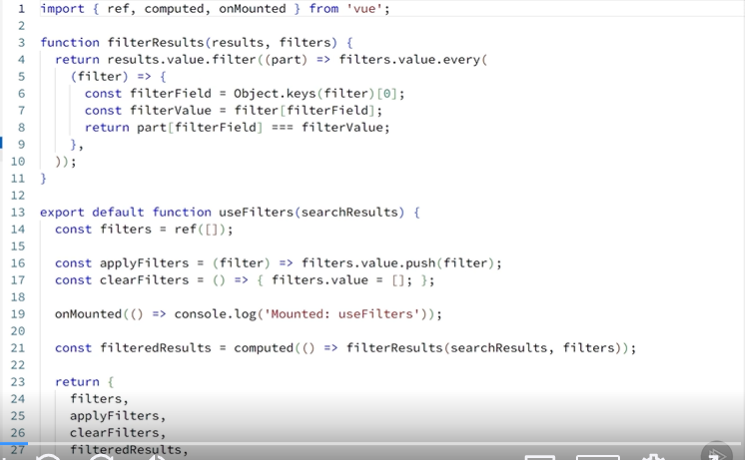 1 import { ref, computed, onMounted } from 'vue';
2
3 function filterResults(results, filters) {
4 return results.value.filter((part) => filters.value.every(
5 (filter) => {
6 const filterField = Object.keys(filter)[0];
7 const filterValue = filter[filterField];
8 return part[filterField] === filterValue;
9 },
10 ));
11 }
12
13 export default function useFilters(searchResults) {
14 const filters = ref([]);
15
16 const applyFilters = (filter) => filters.value.push(filter);
17 const clearFilters = () => { filters.value = []; };
18
19 onMounted(() => console.log('Mounted: useFilters'));
20
21 const filteredResults = computed(() => filterResults(searchResults, filters));
22
23 return {
24 filters,
25 applyFilters,
26 clearFilters,
27 filteredResults,